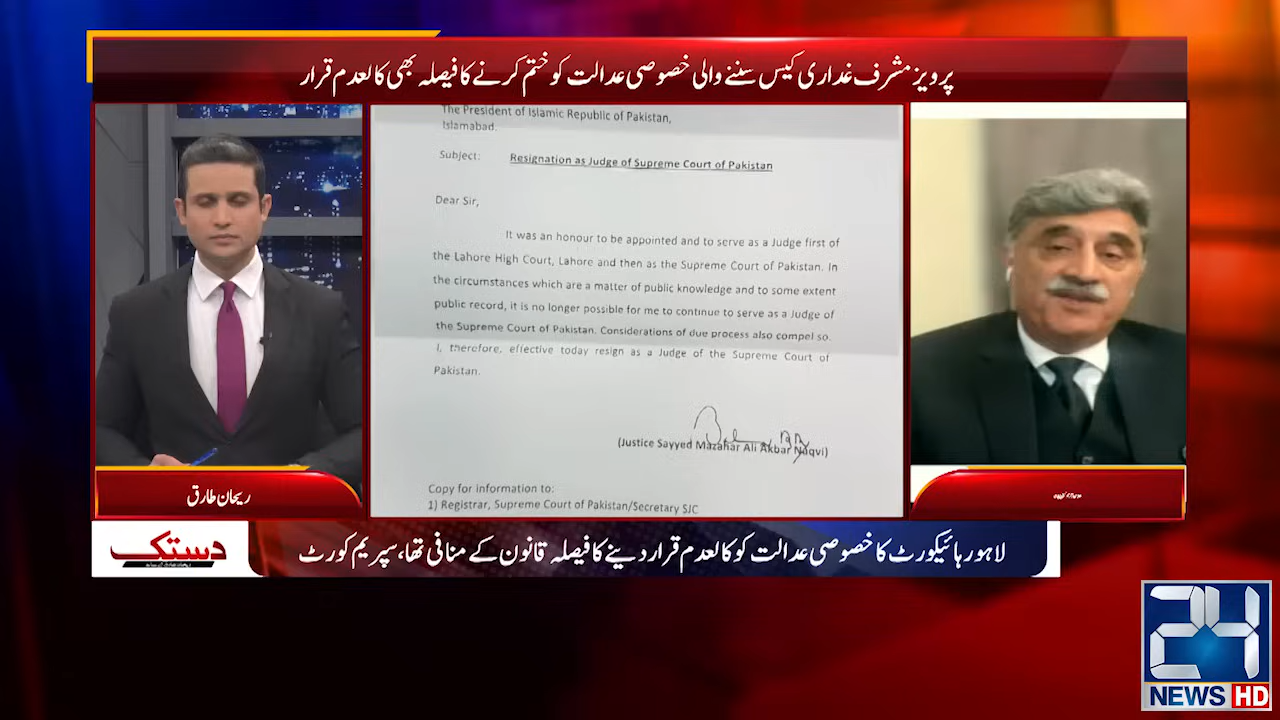 پرویز مشرف غداری کیس سننے والی خصوصی عدالت کو ختم کرنے کا فیصلہ بھی کالعدم قرار
The President of Islamic Republic of Pakistan,
Islamabad.
Subject: Resignation as Judge of Supreme Court of Pakistan
Dear Sir,
It was an honour to be appointed and to serve as a Judge first of
the Lahore High Court, Lahore and then as the Supreme Court of Pakistan. In
the circumstances which are a matter of public knowledge and to some extent
public record, it is no longer possible for me to continue to serve as a Judge of
the Supreme Court of Pakistan. Considerations of due process also compel so.
I, therefore, effective today resign as a Judge of the Supreme Court of
Pakistan.
(Justice Sayyed Mazahar Ali Akbar Naqvi)
Copy for information to:
1) Registrar, Supreme Court of Pakistan/Secretary SJC
ریحان طارق
دستک
لاہور ہائیکورٹ کا خصوصی عدالت کو کالعدم قرار دینے کا فیصلہ قانون کے منافی تھا، سپریم کورٹ
24
NEWS HD